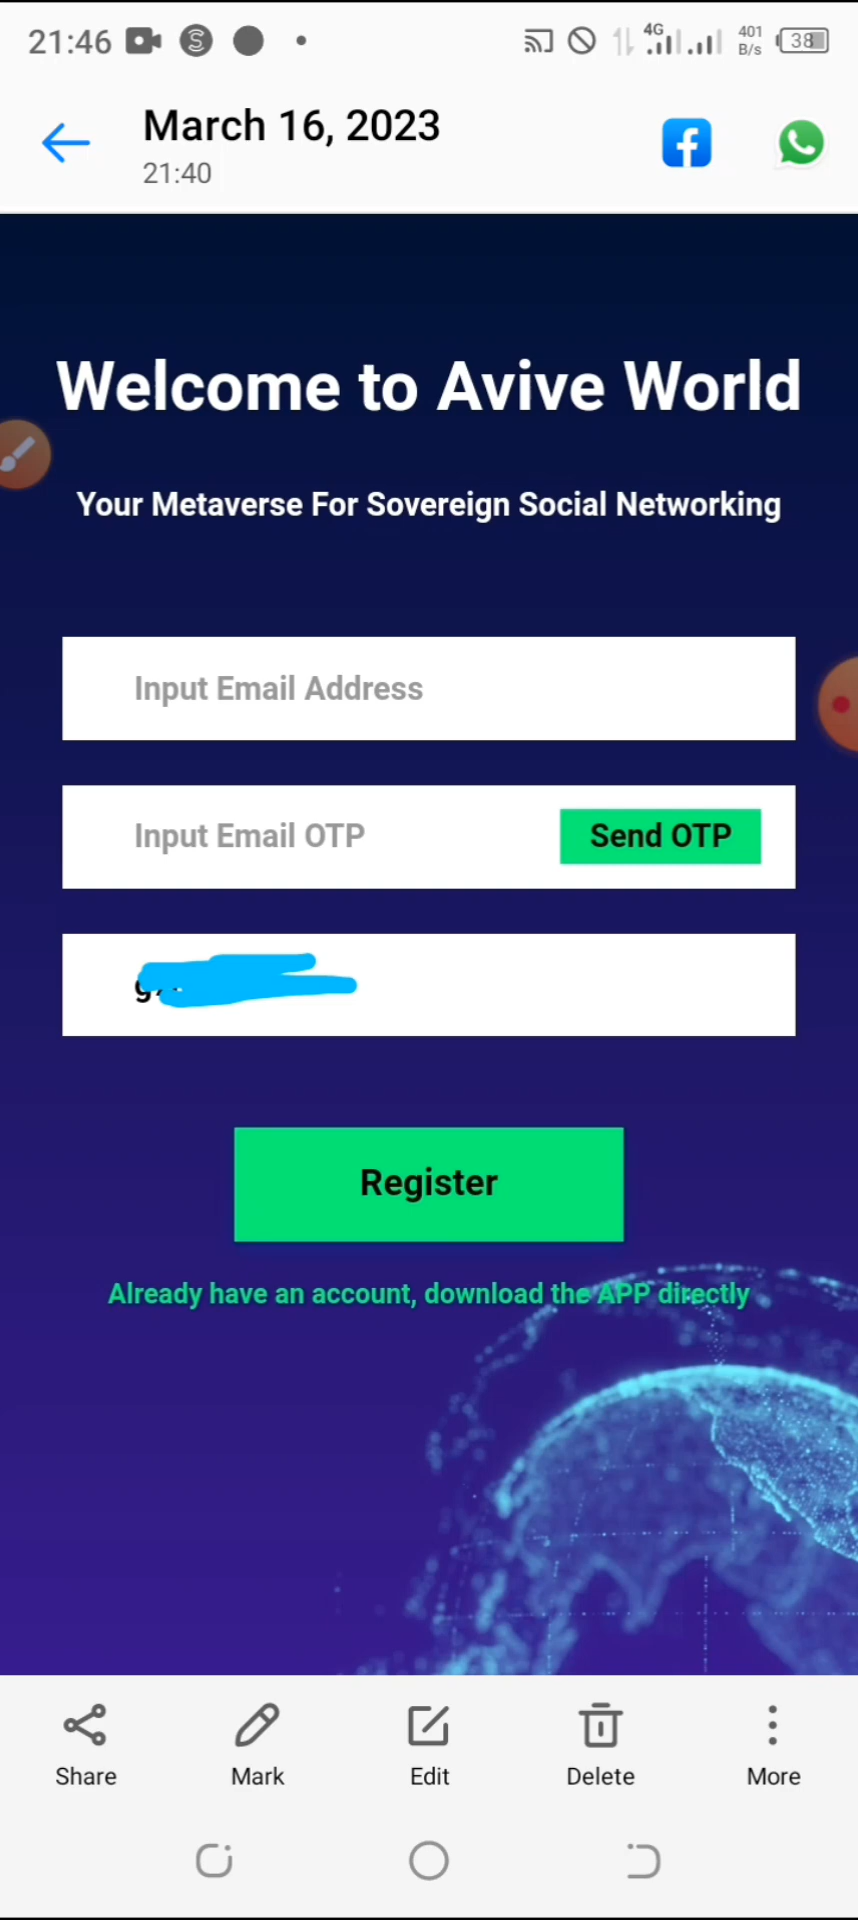 21:46
4G
401
B/s
38
March 16, 2023
21:40
Welcome to Avive World
Your Metaverse For Sovereign Social Networking
Input Email Address
Input Email OTP
Send OTP
Register
Already have an account, download the APP directly
Share
Mark
Edit
Delete
More